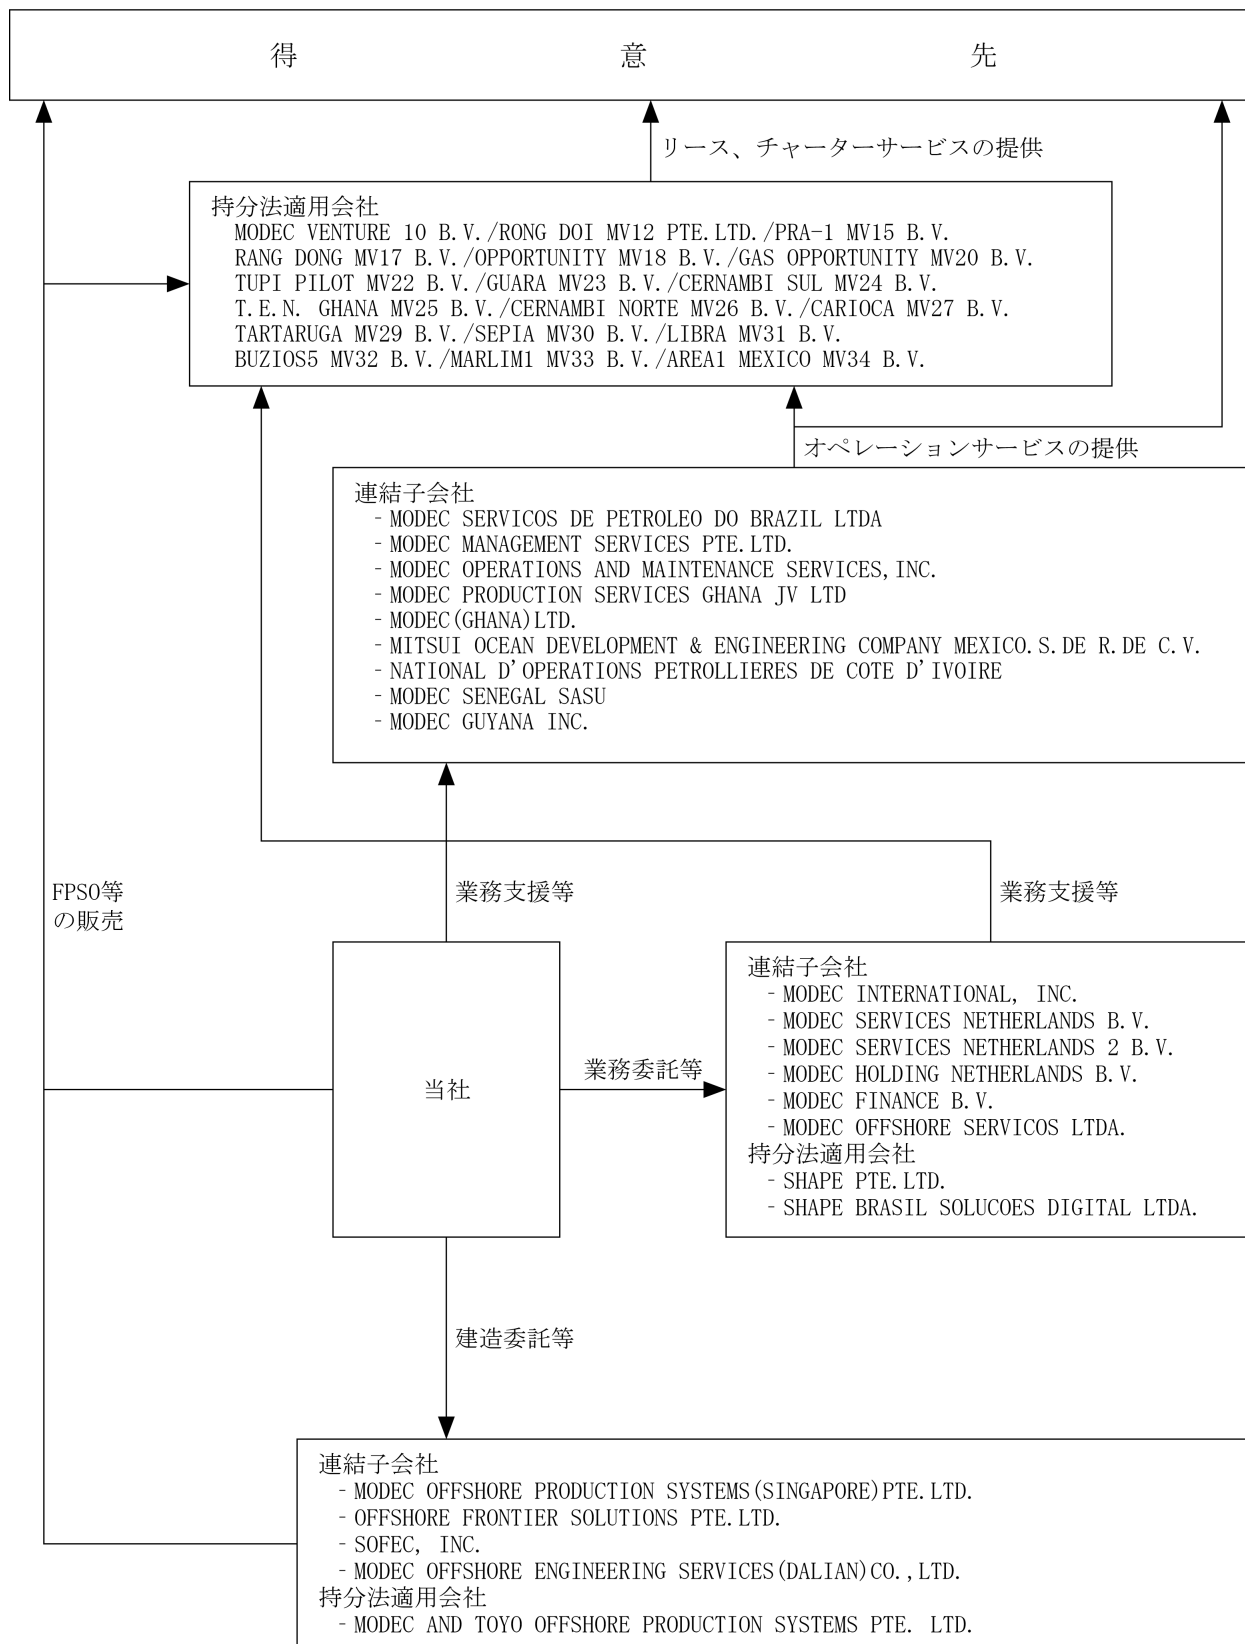 得意先
リース、チャーターサービスの提供
持分法適用会社
MODEC VENTURE 10 B.V./RONG DOI MV12 PTE.LTD./PRA-1 MV15 B.V.
RANG DONG MV17 B.V./OPPORTUNITY MV18 B.V./GAS OPPORTUNITY MV20 B.V.
TUPI PILOT MV22 B.V./GUARA MV23 B.V./CERNAMBI SUL MV24 B.V.
T.E.N. GHANA MV25 B.V./CERNAMBI NORTE MV26 B.V./CARIOCA MV27 B.V.
TARTARUGA MV29 B.V./SEPIA MV30 B.V./LIBRA MV31 B.V.
BUZIOS5 MV32 B.V./MARLIM1 MV33 B.V./AREA1 MEXICO MV34 B.V.
オペレーションサービスの提供
連結子会社
- MODEC SERVICOS DE PETROLEO DO BRAZIL LTDA
- MODEC MANAGEMENT SERVICES PTE.LTD.
- MODEC OPERATIONS AND MAINTENANCE SERVICES,INC.
- MODEC PRODUCTION SERVICES GHANA JV LTD
- MODEC(GHANA)LTD.
- MITSUI OCEAN DEVELOPMENT & ENGINEERING COMPANY MEXICO.S.DE R.DE C.V.
- NATIONAL D'OPERATIONS PETROLLIERES DE COTE D'IVOIRE
- MODEC SENEGAL SASU
- MODEC GUYANA INC.
FPSO等
の販売
業務支援等
業務支援等
当社
業務委託等
連結子会社
- MODEC INTERNATIONAL, INC.
- MODEC SERVICES NETHERLANDS B.V.
- MODEC SERVICES NETHERLANDS 2 B.V.
- MODEC HOLDING NETHERLANDS B.V.
- MODEC FINANCE B.V.
- MODEC OFFSHORE SERVICOS LTDA.
持分法適用会社
- SHAPE PTE.LTD.
- SHAPE BRASIL SOLUCOES DIGITAL LTDA.
建造委託等
連結子会社
- MODEC OFFSHORE PRODUCTION SYSTEMS(SINGAPORE)PTE.LTD.
- OFFSHORE FRONTIER SOLUTIONS PTE.LTD.
- SOFEC, INC.
- MODEC OFFSHORE ENGINEERING SERVICES(DALIAN)CO.,LTD.
持分法適用会社
- MODEC AND TOYO OFFSHORE PRODUCTION SYSTEMS PTE. LTD.